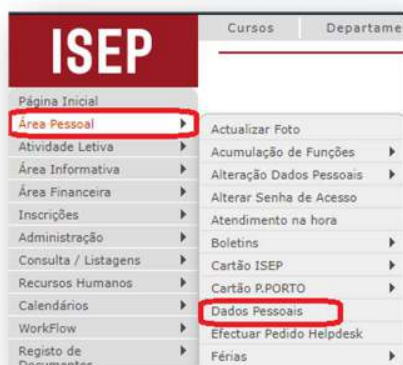 Cursos Departame
ISEP
Página Inicial
Área Pessoal
Atividade Letiva
Área Informativa
Área Financeira
Inscrições
Administração
Consulta / Listagens
Recursos Humanos
Calendários
WorkFlow
Registo de
Documentos
Actualizar Foto
Acumulação de Funções
Alteração Dados Pessoais
Alterar Senha de Acesso
Atendimento na hora
Boletins
Cartão ISEP
Cartão P.PORTO
Dados Pessoais
Efectuar Pedido Helpdesk
Férias